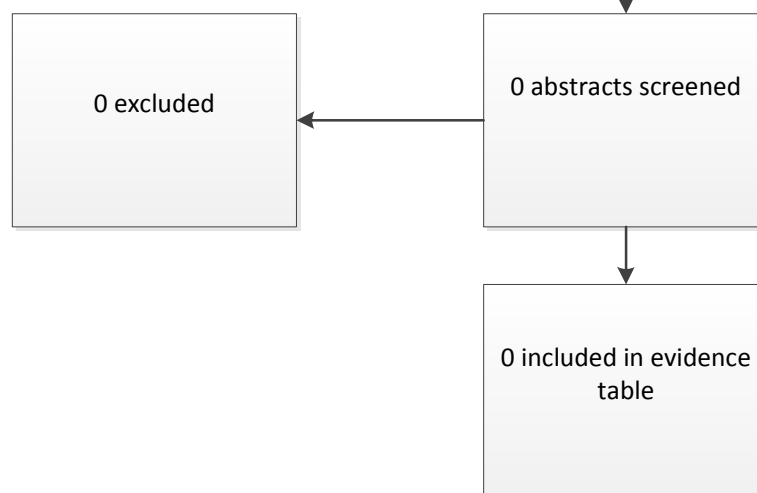 0 excluded
0 abstracts screened
0 included in evidence
table